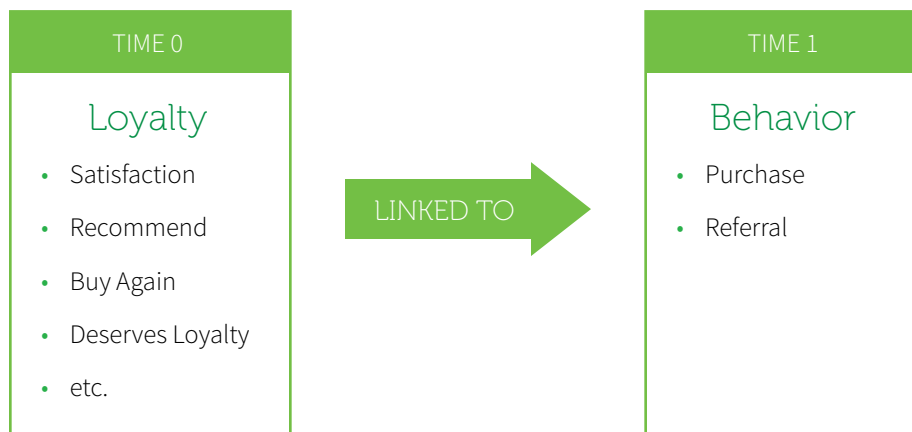 TIME 0
Loyalty
• Satisfaction
• Recommend
• Buy Again
• Deserves Loyalty
• etc.
LINKED TO
TIME 1
Behavior
• Purchase
• Referral